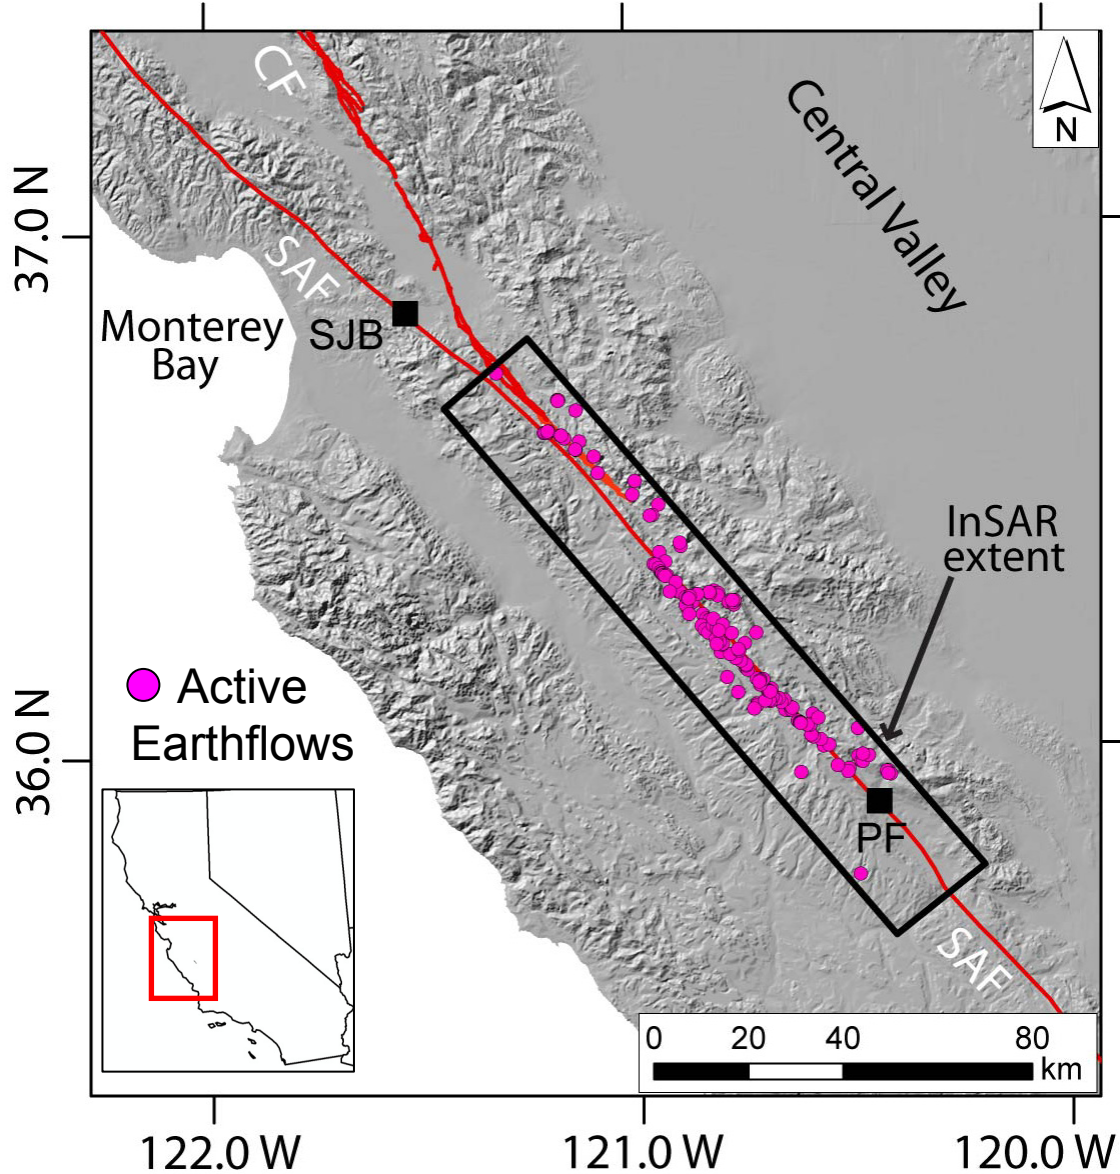 CF
N
Central Valley
37.0 N
SAF
SJB
Monterey
Bay
InSAR
extent
Active
Earthflows
36.0 N
PF
SAF
0 20 40 80
km
122.0 W 121.0 W 120.0 W